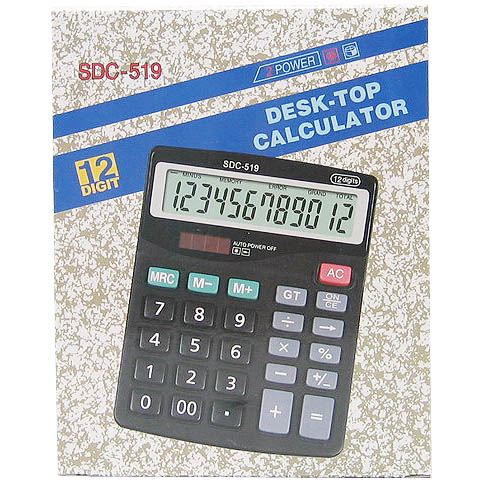 SDC-519
2 POWER
DESK-TOP
CALCULATOR
12
DIGIT
SDC-519
12digits
MINUS MEMORY ERROR GRAND TOTAL
123456789012
AUTO POWER OFF
AC
MRC M− M+ GT ON CE
7 8 9 ÷ →
4 5 6 × %
1 2 3 − +/−
0 00 . + =